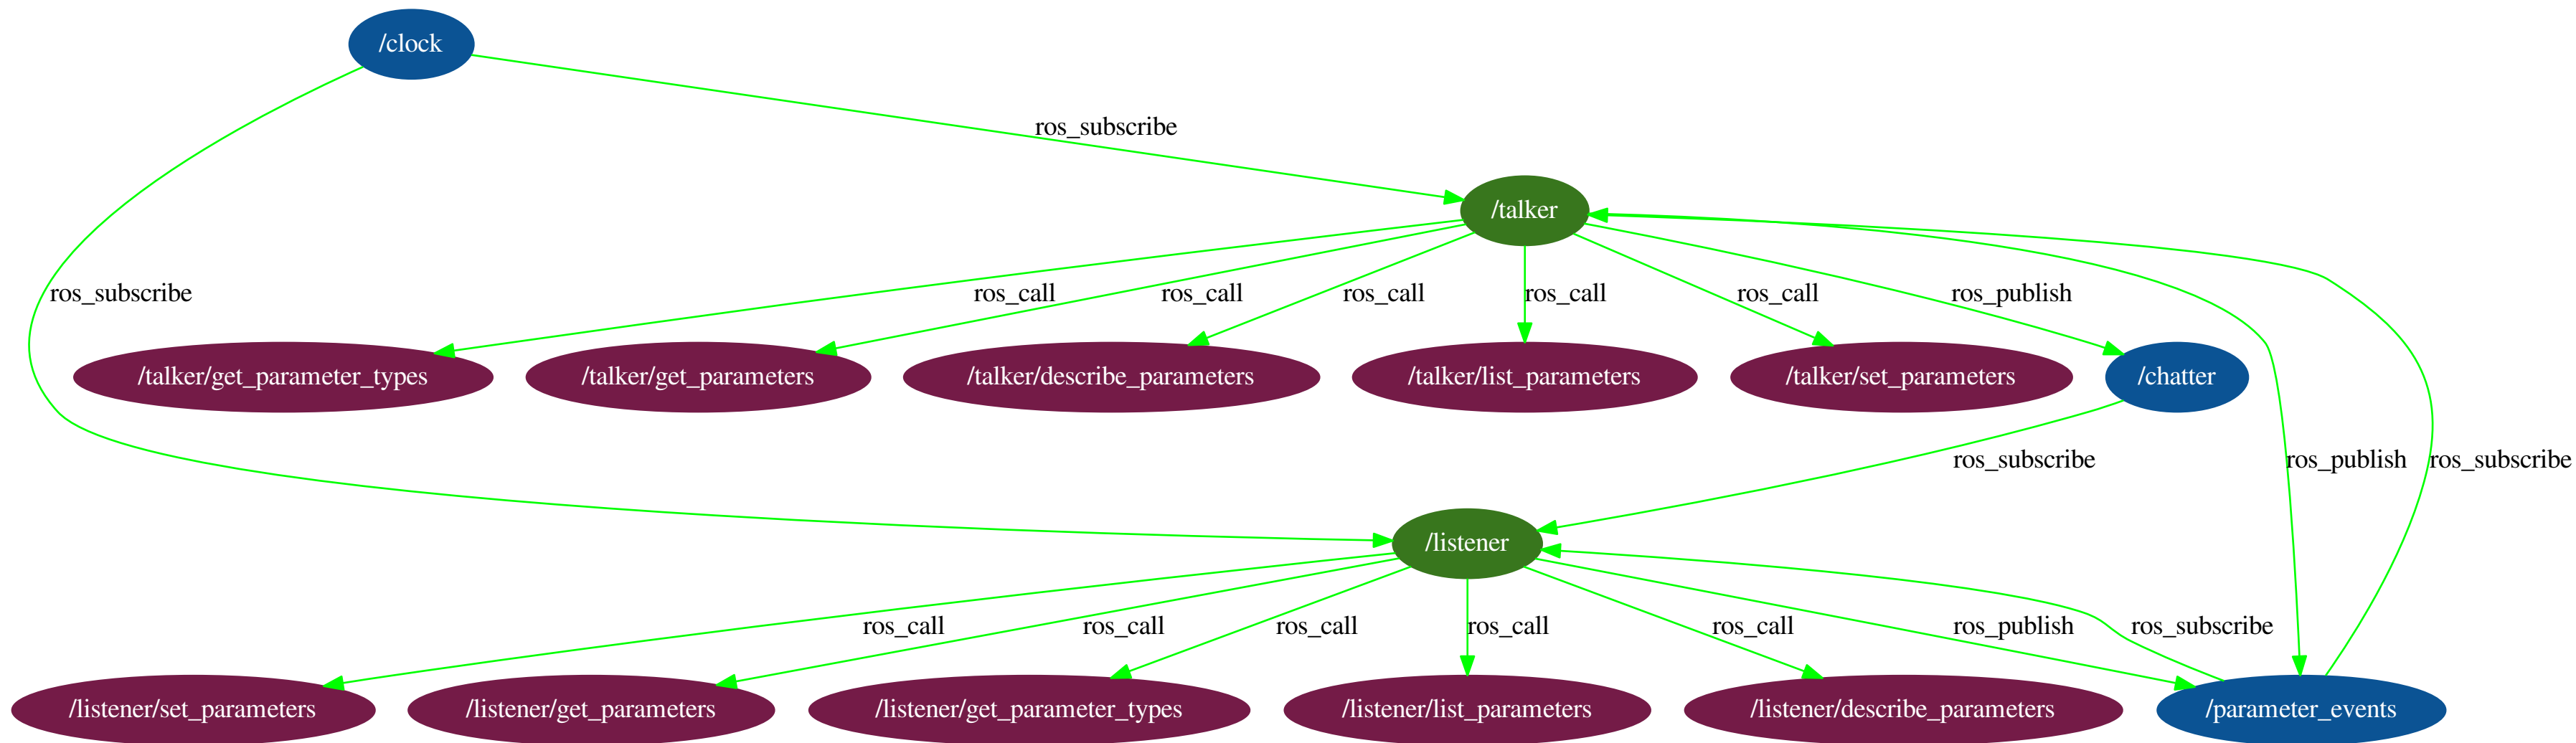 /clock
ros_subscribe
/talker
ros_subscribe
ros_call
ros_call
ros_call
ros_call
ros_call
ros_publish
/talker/get_parameter_types
/talker/get_parameters
/talker/describe_parameters
/talker/list_parameters
/talker/set_parameters
/chatter
ros_subscribe
ros_publish
ros_subscribe
/listener
ros_call
ros_call
ros_call
ros_call
ros_call
ros_publish
ros_subscribe
/listener/set_parameters
/listener/get_parameters
/listener/get_parameter_types
/listener/list_parameters
/listener/describe_parameters
/parameter_events